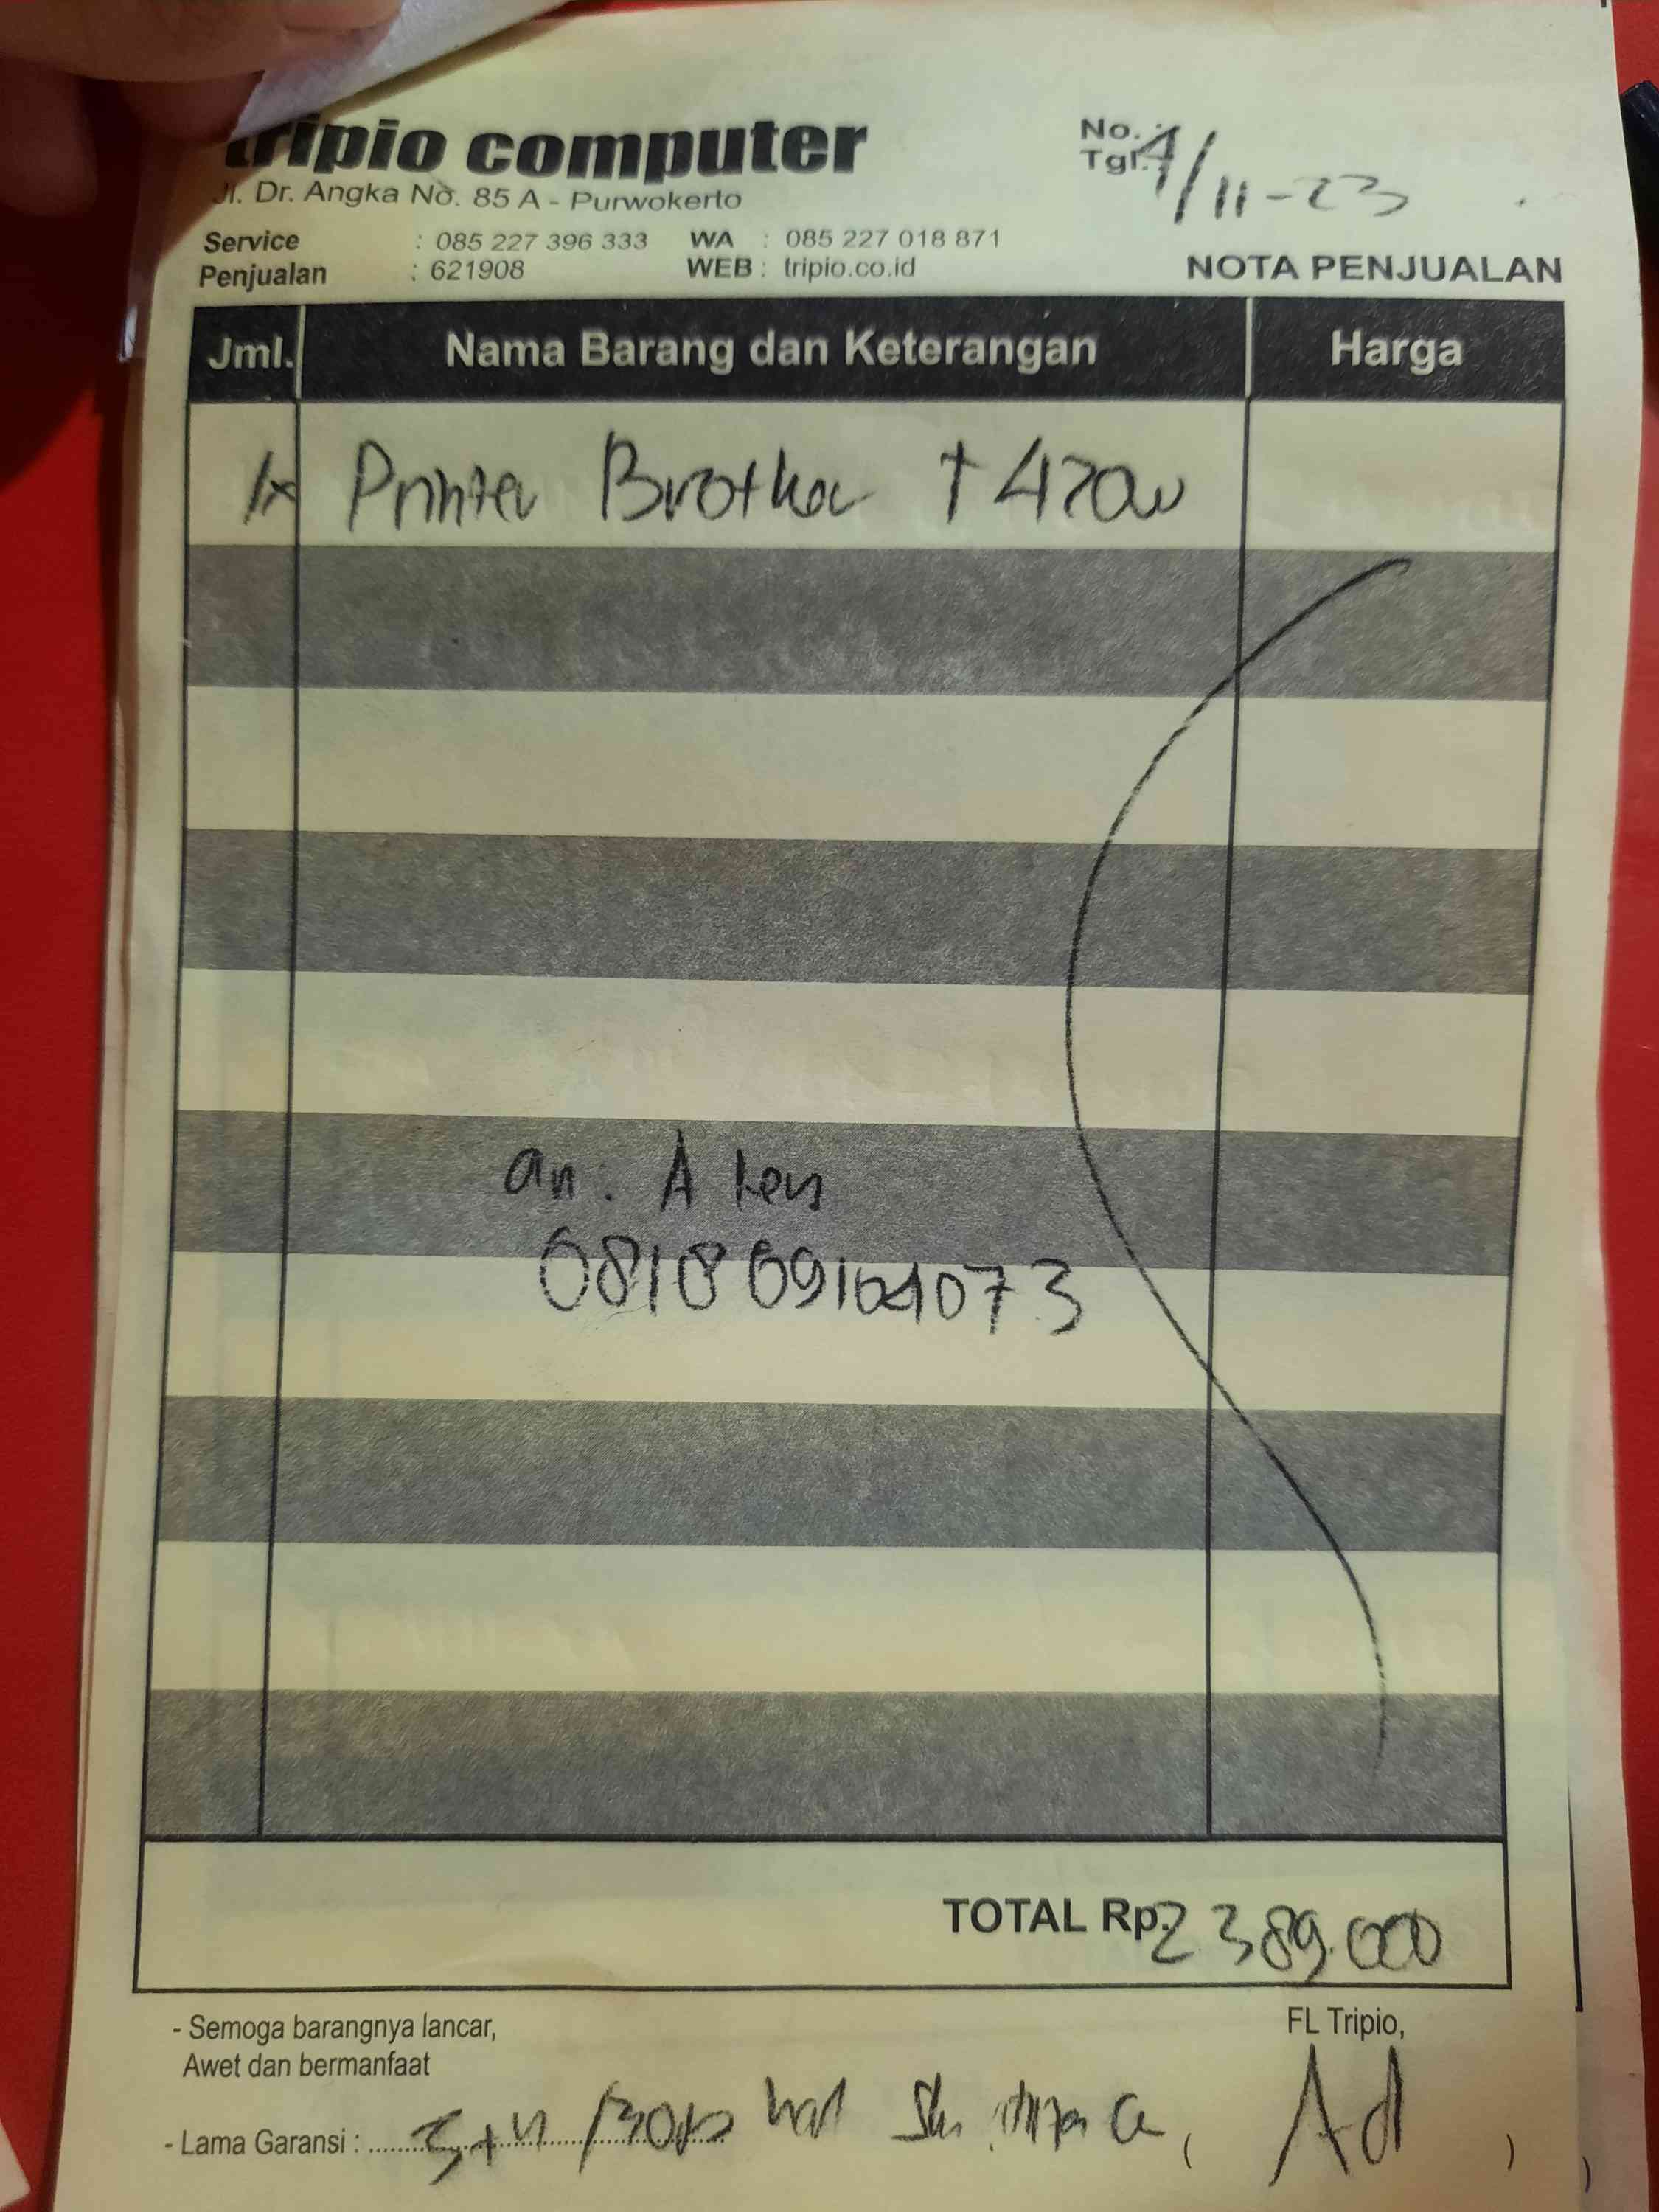 tripio computer
Jl. Dr. Angka No. 85 A - Purwokerto
No. :
Tgl. 4/11-23
Service : 085 227 396 333 WA : 085 227 018 871
Penjualan : 621908 WEB : tripio.co.id
NOTA PENJUALAN
Jml. Nama Barang dan Keterangan Harga
1x Printer Brother T420w
an : A
TOTAL Rp. 2.389.000
- Semoga barangnya lancar,
Awet dan bermanfaat
FL Tripio,
- Lama Garansi :
( Ad )